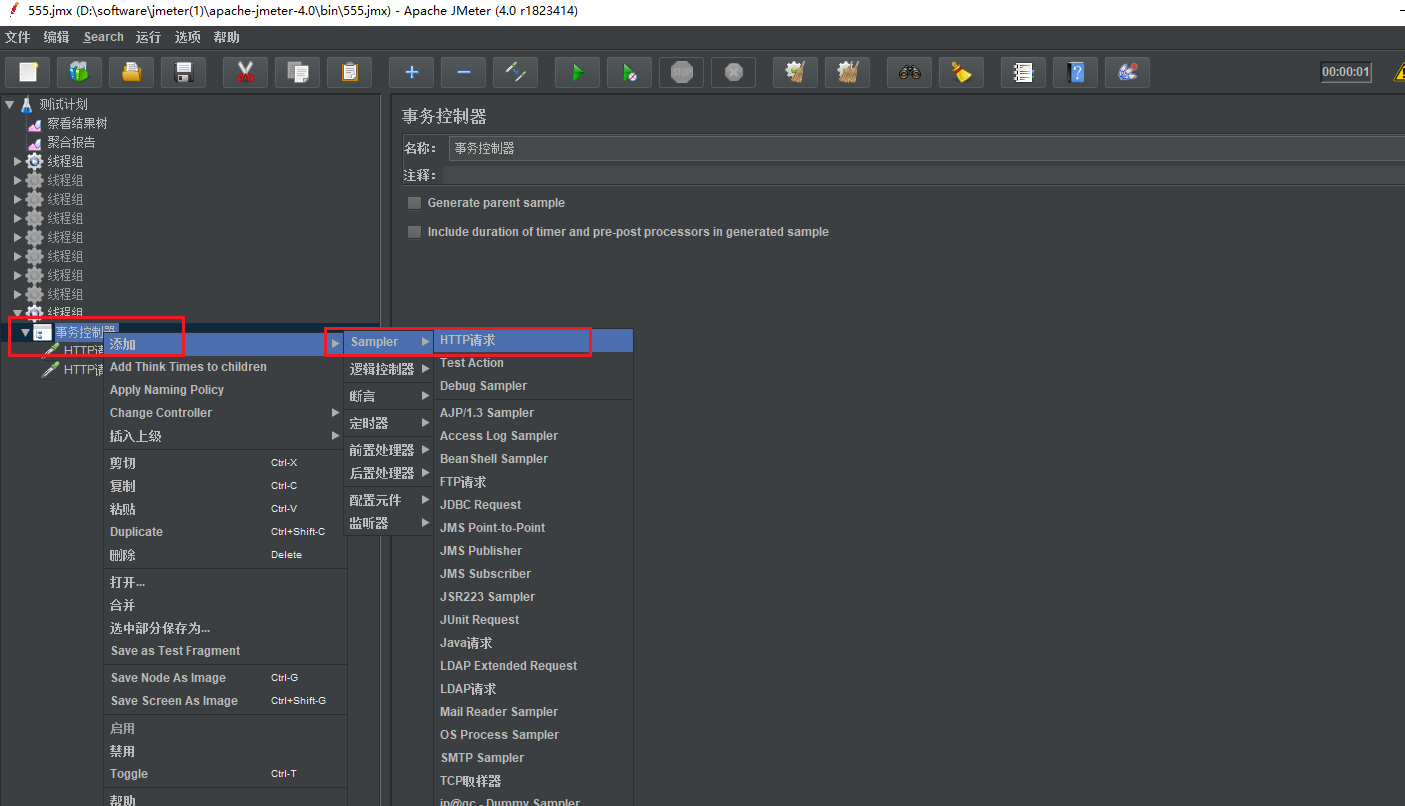 555.jmx (D:\software\jmeter(1)\apache-jmeter-4.0\bin\555.jmx) - Apache JMeter (4.0 r1823414)
文件 编辑 Search 运行 选项 帮助
STOP
00:00:01
测试计划
察看结果树
聚合报告
线程组
线程组
线程组
线程组
线程组
线程组
线程组
线程组
线程组
事务控制器
HTTP请
HTTP请
事务控制器
名称： 事务控制器
注释：
Generate parent sample
Include duration of timer and pre-post processors in generated sample
添加
Add Think Times to children
Apply Naming Policy
Change Controller
插入上级
剪切 Ctrl-X
复制 Ctrl-C
粘贴 Ctrl-V
Duplicate Ctrl+Shift-C
删除 Delete
打开...
合并
选中部分保存为...
Save as Test Fragment
Save Node As Image Ctrl-G
Save Screen As Image Ctrl+Shift-G
启用
禁用
Toggle Ctrl-T
帮助
Sampler
逻辑控制器
断言
定时器
前置处理器
后置处理器
配置元件
监听器
HTTP请求
Test Action
Debug Sampler
AJP/1.3 Sampler
Access Log Sampler
BeanShell Sampler
FTP请求
JDBC Request
JMS Point-to-Point
JMS Publisher
JMS Subscriber
JSR223 Sampler
JUnit Request
Java请求
LDAP Extended Request
LDAP请求
Mail Reader Sampler
OS Process Sampler
SMTP Sampler
TCP取样器
jp@gc - Dummy Sampler